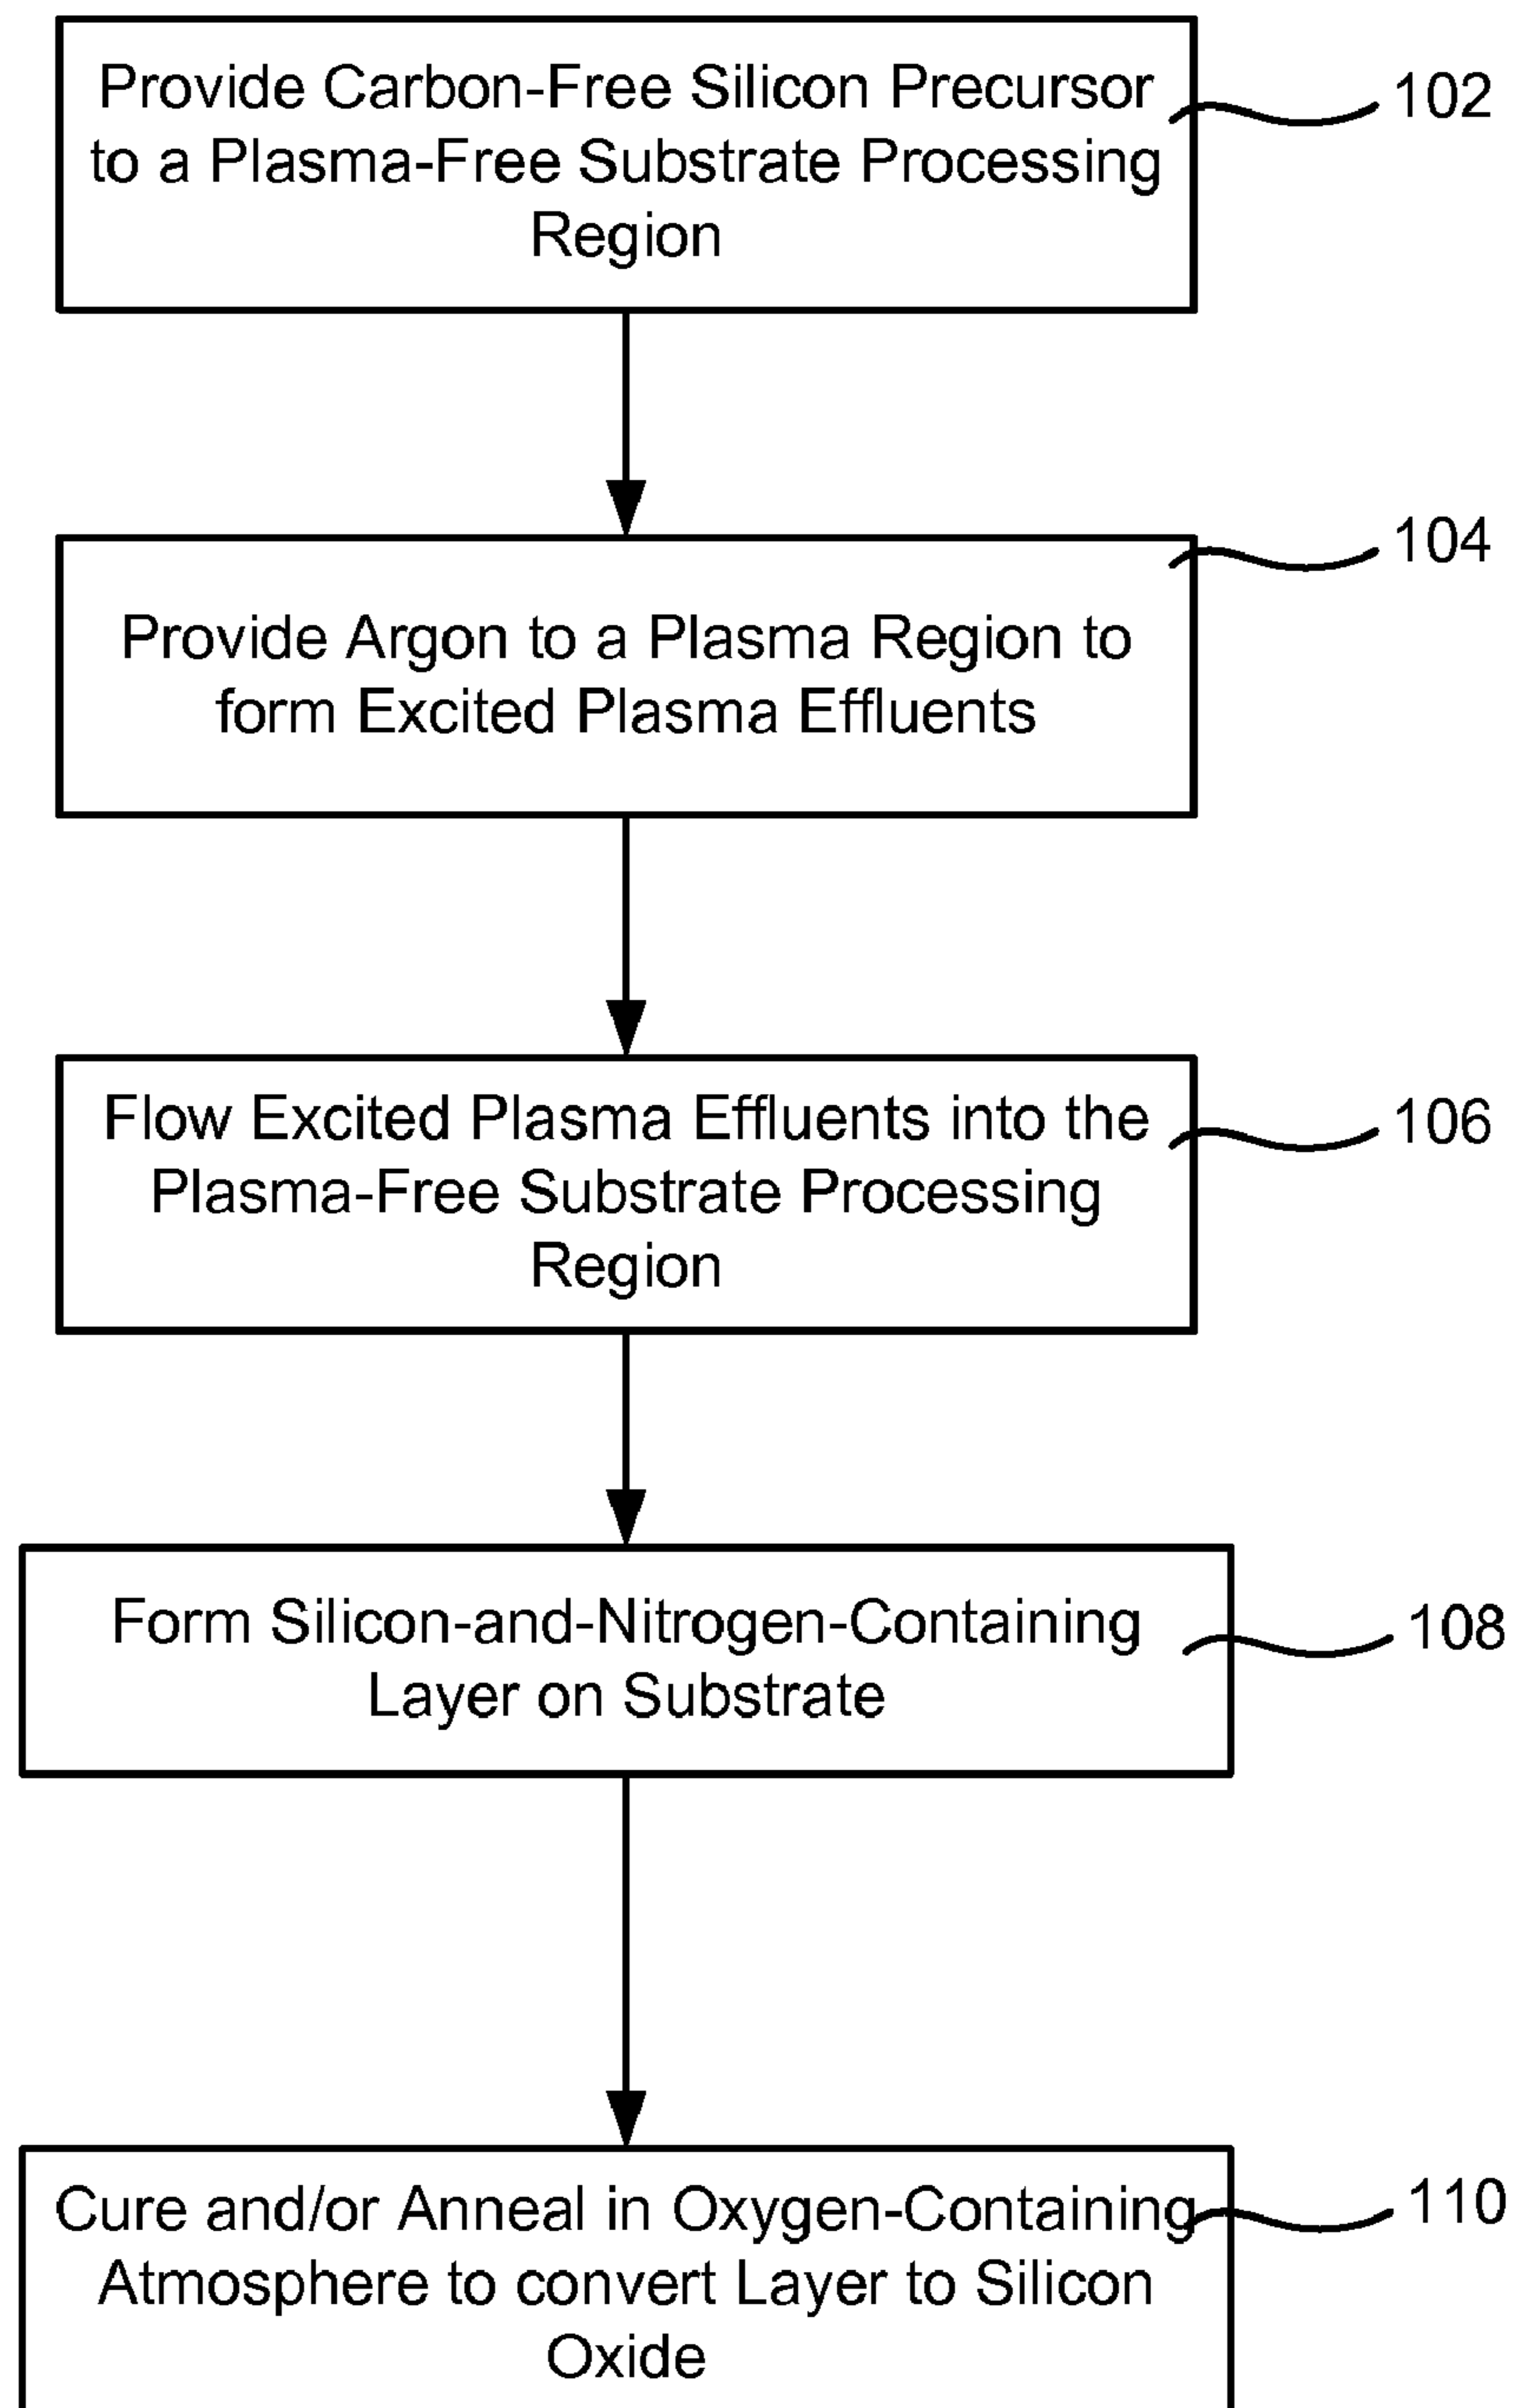 Provide Carbon-Free Silicon Precursor
to a Plasma-Free Substrate Processing
Region
102
104
Provide Argon to a Plasma Region to
form Excited Plasma Effluents
Flow Excited Plasma Effluents into the
Plasma-Free Substrate Processing
Region
106
Form Silicon-and-Nitrogen-Containing
Layer on Substrate
108
Cure and/or Anneal in Oxygen-Containing
Atmosphere to convert Layer to Silicon
Oxide
110